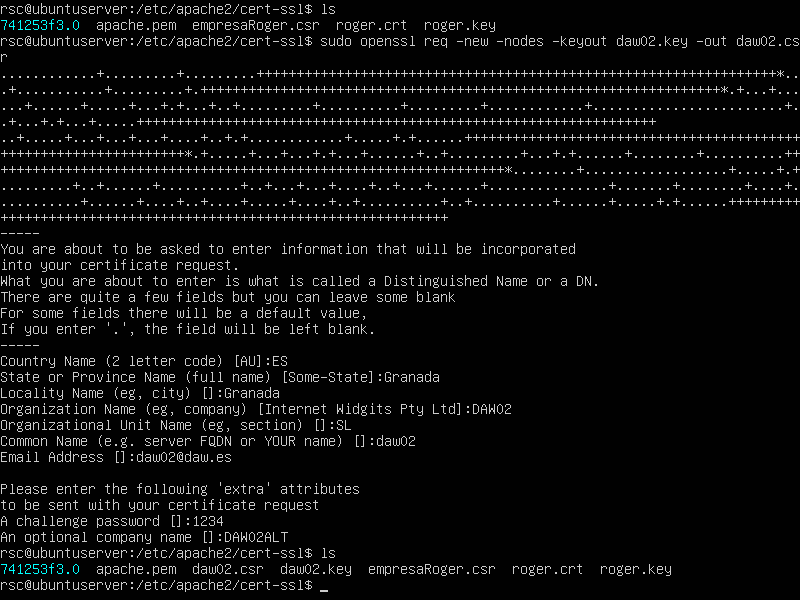 rsc@ubuntuserver:/etc/apache2/cert-ssl$ ls
741253f3.0  apache.pem  empresaRoger.csr  roger.crt  roger.key
rsc@ubuntuserver:/etc/apache2/cert-ssl$ sudo openssl req -new -nodes -keyout daw02.key -out daw02.cs
r
-----
You are about to be asked to enter information that will be incorporated
into your certificate request.
What you are about to enter is what is called a Distinguished Name or a DN.
There are quite a few fields but you can leave some blank
For some fields there will be a default value,
If you enter '.', the field will be left blank.
-----
Country Name (2 letter code) [AU]:ES
State or Province Name (full name) [Some-State]:Granada
Locality Name (eg, city) []:Granada
Organization Name (eg, company) [Internet Widgits Pty Ltd]:DAW02
Organizational Unit Name (eg, section) []:SL
Common Name (e.g. server FQDN or YOUR name) []:daw02
Email Address []:daw02@daw.es

Please enter the following 'extra' attributes
to be sent with your certificate request
A challenge password []:1234
An optional company name []:DAW02ALT
rsc@ubuntuserver:/etc/apache2/cert-ssl$ ls
741253f3.0  apache.pem  daw02.csr  daw02.key  empresaRoger.csr  roger.crt  roger.key
rsc@ubuntuserver:/etc/apache2/cert-ssl$ _